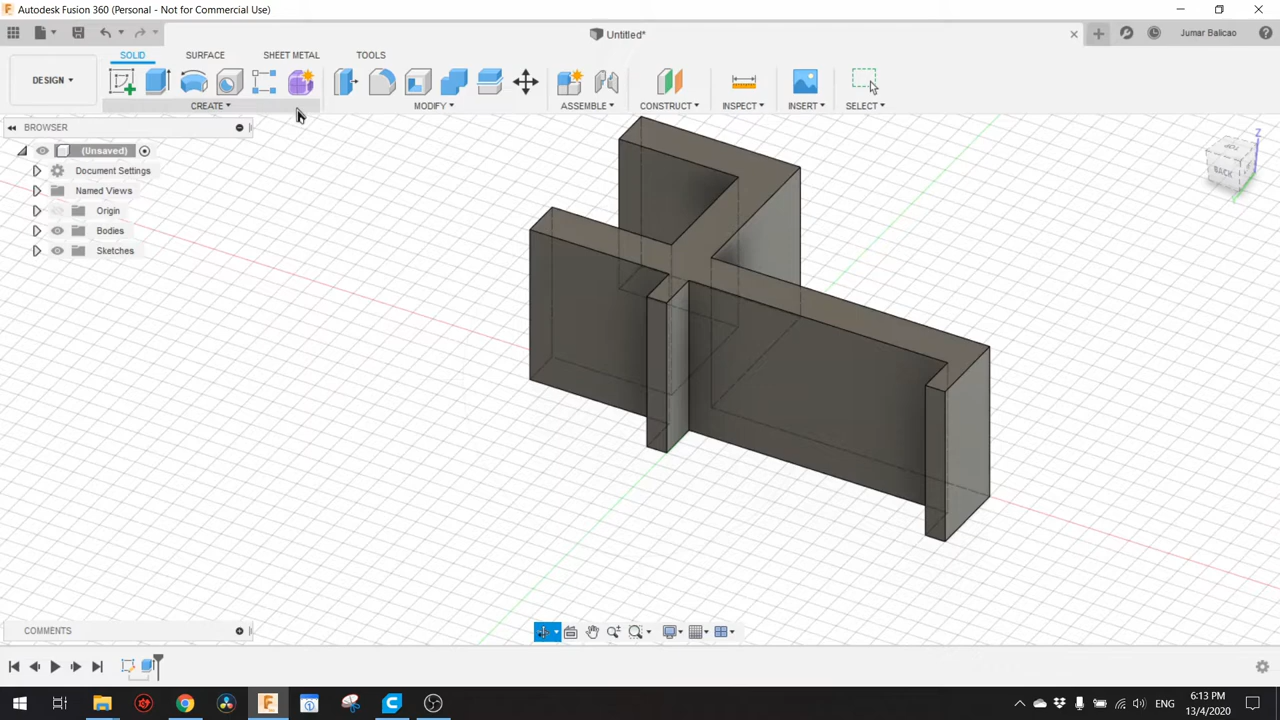 Autodesk Fusion 360 (Personal - Not for Commercial Use)
Untitled*
Jumar Balicao
DESIGN
SOLID
SURFACE
SHEET METAL
TOOLS
CREATE
MODIFY
ASSEMBLE
CONSTRUCT
INSPECT
INSERT
SELECT
BROWSER
(Unsaved)
Document Settings
Named Views
Origin
Bodies
Sketches
Z
BACK
COMMENTS
ENG
6:13 PM
13/4/2020